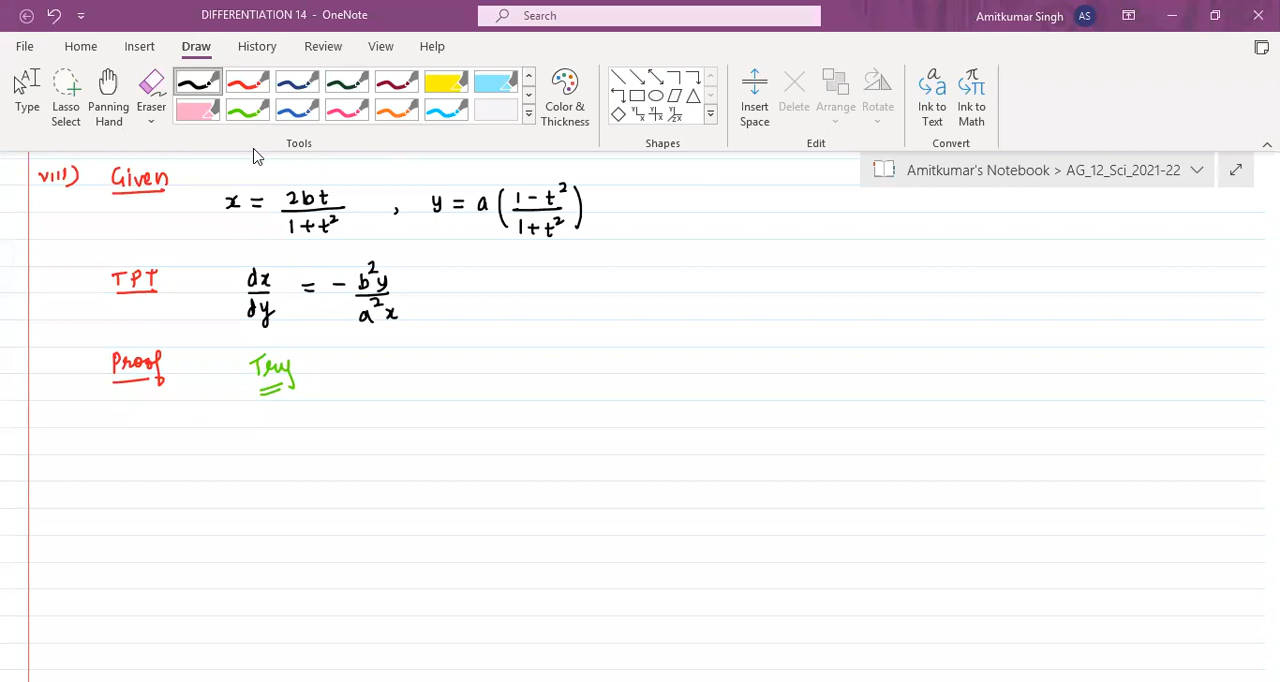 DIFFERENTIATION 14 - OneNote
Search
Amitkumar Singh AS
File Home Insert Draw History Review View Help
Type
Lasso Select
Panning Hand
Eraser
Color & Thickness
Insert Space
Delete
Arrange
Rotate
Ink to Text
Ink to Math
Tools
Shapes
Edit
Convert
Amitkumar's Notebook > AG_12_Sci_2021-22
viii) Given
x = 2bt / 1+t² , y = a ( 1-t² / 1+t² )
TPT dx/dy = - b²y / a²x
Proof Try